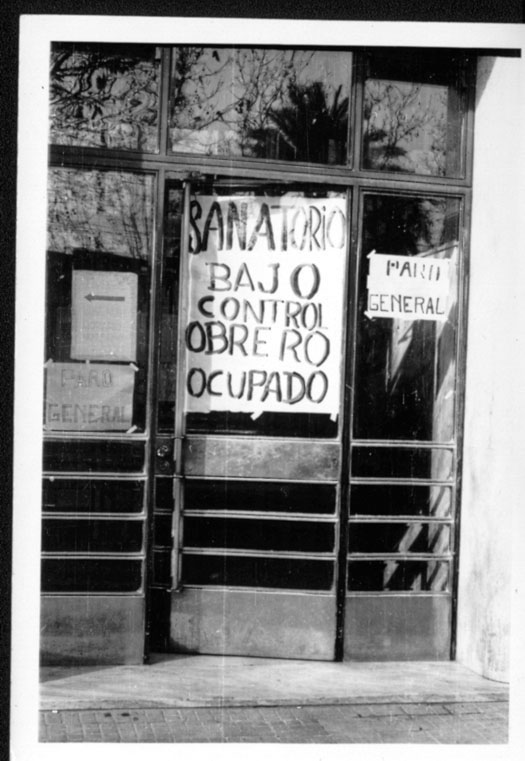 SANATORIO
BAJO
CONTROL
OBRERO
OCUPADO
PARO
GENERAL
PARO
GENERAL